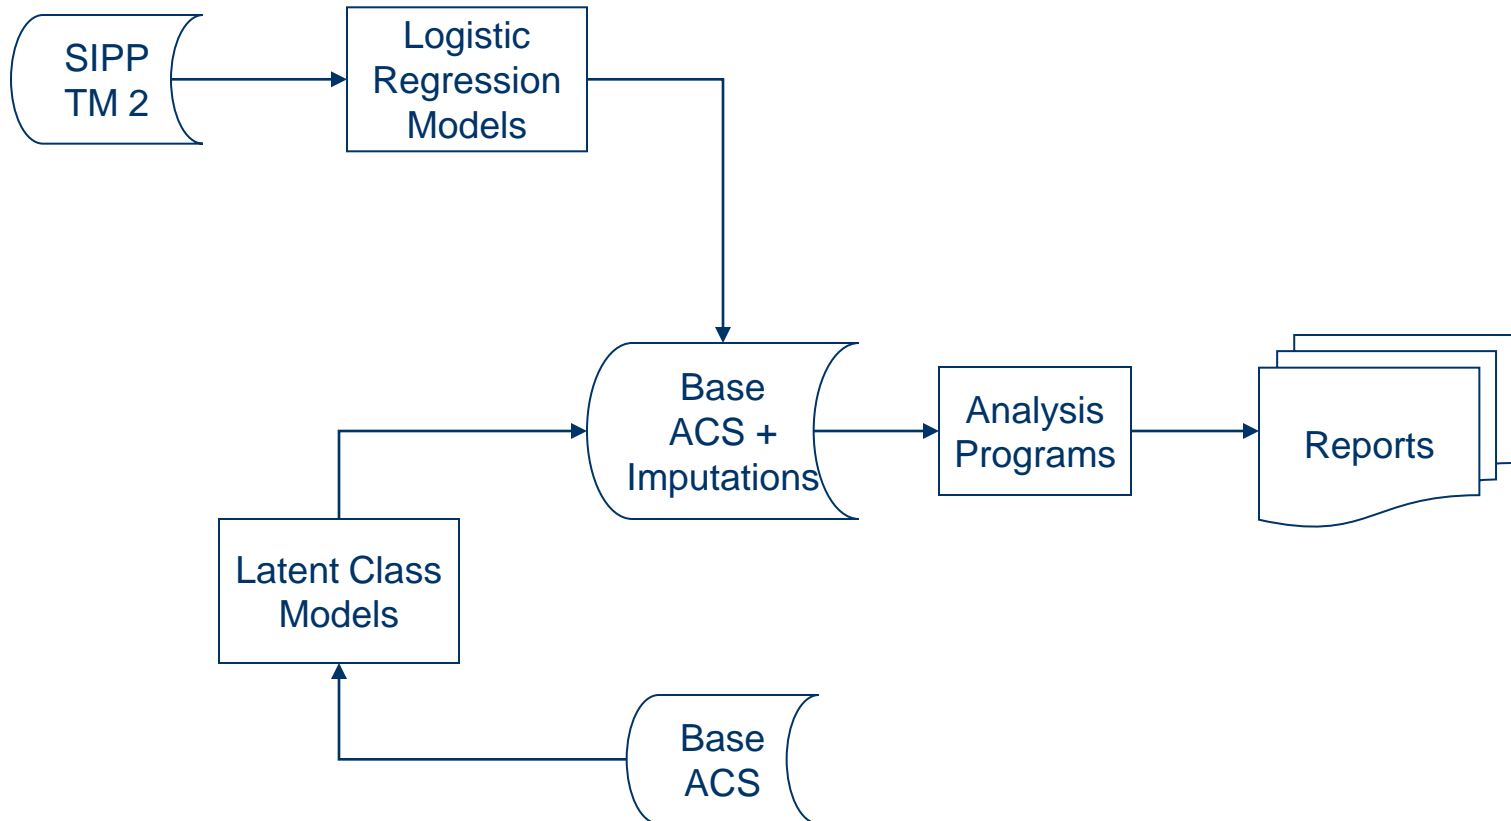 SIPP
TM 2
Logistic
Regression
Models
Base
ACS +
Imputations
Analysis
Programs
Reports
Latent Class
Models
Base
ACS